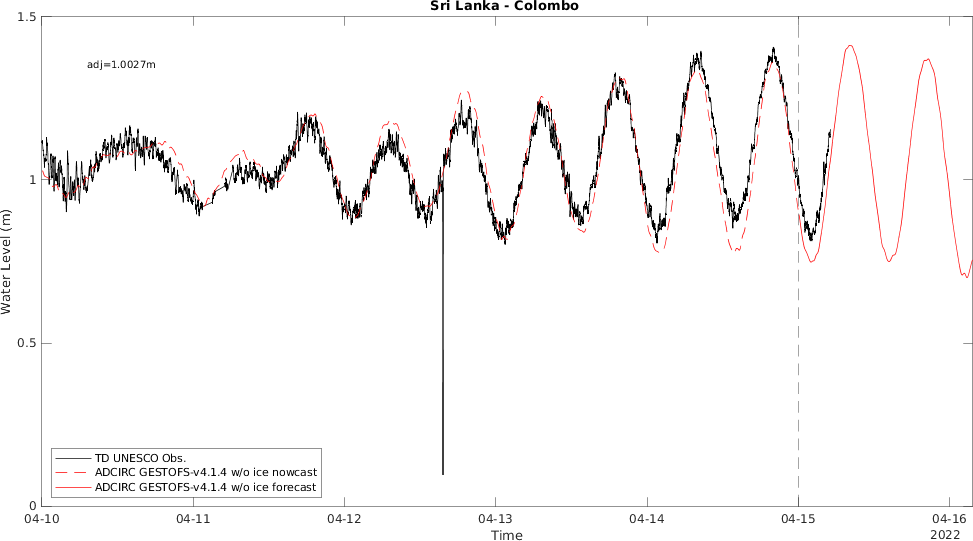 Sri Lanka - Colombo
1.5
adj=1.0027m
1
Water Level (m)
0.5
TD UNESCO Obs.
ADCIRC GESTOFS-v4.1.4 w/o ice nowcast
ADCIRC GESTOFS-v4.1.4 w/o ice forecast
0
04-10 04-11 04-12 04-13 04-14 04-15 04-16
Time
2022